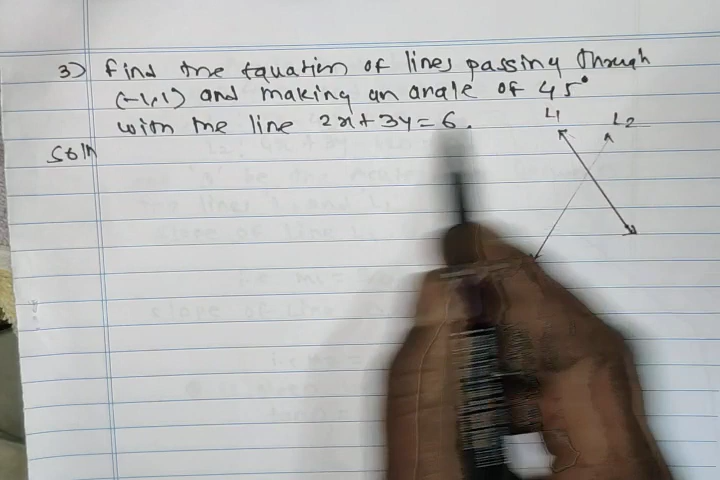 3) find the Equation of lines passing through
(-1,1) and making an angle of 45°
with the line 2x+3y=6.
L1 L2
Soln